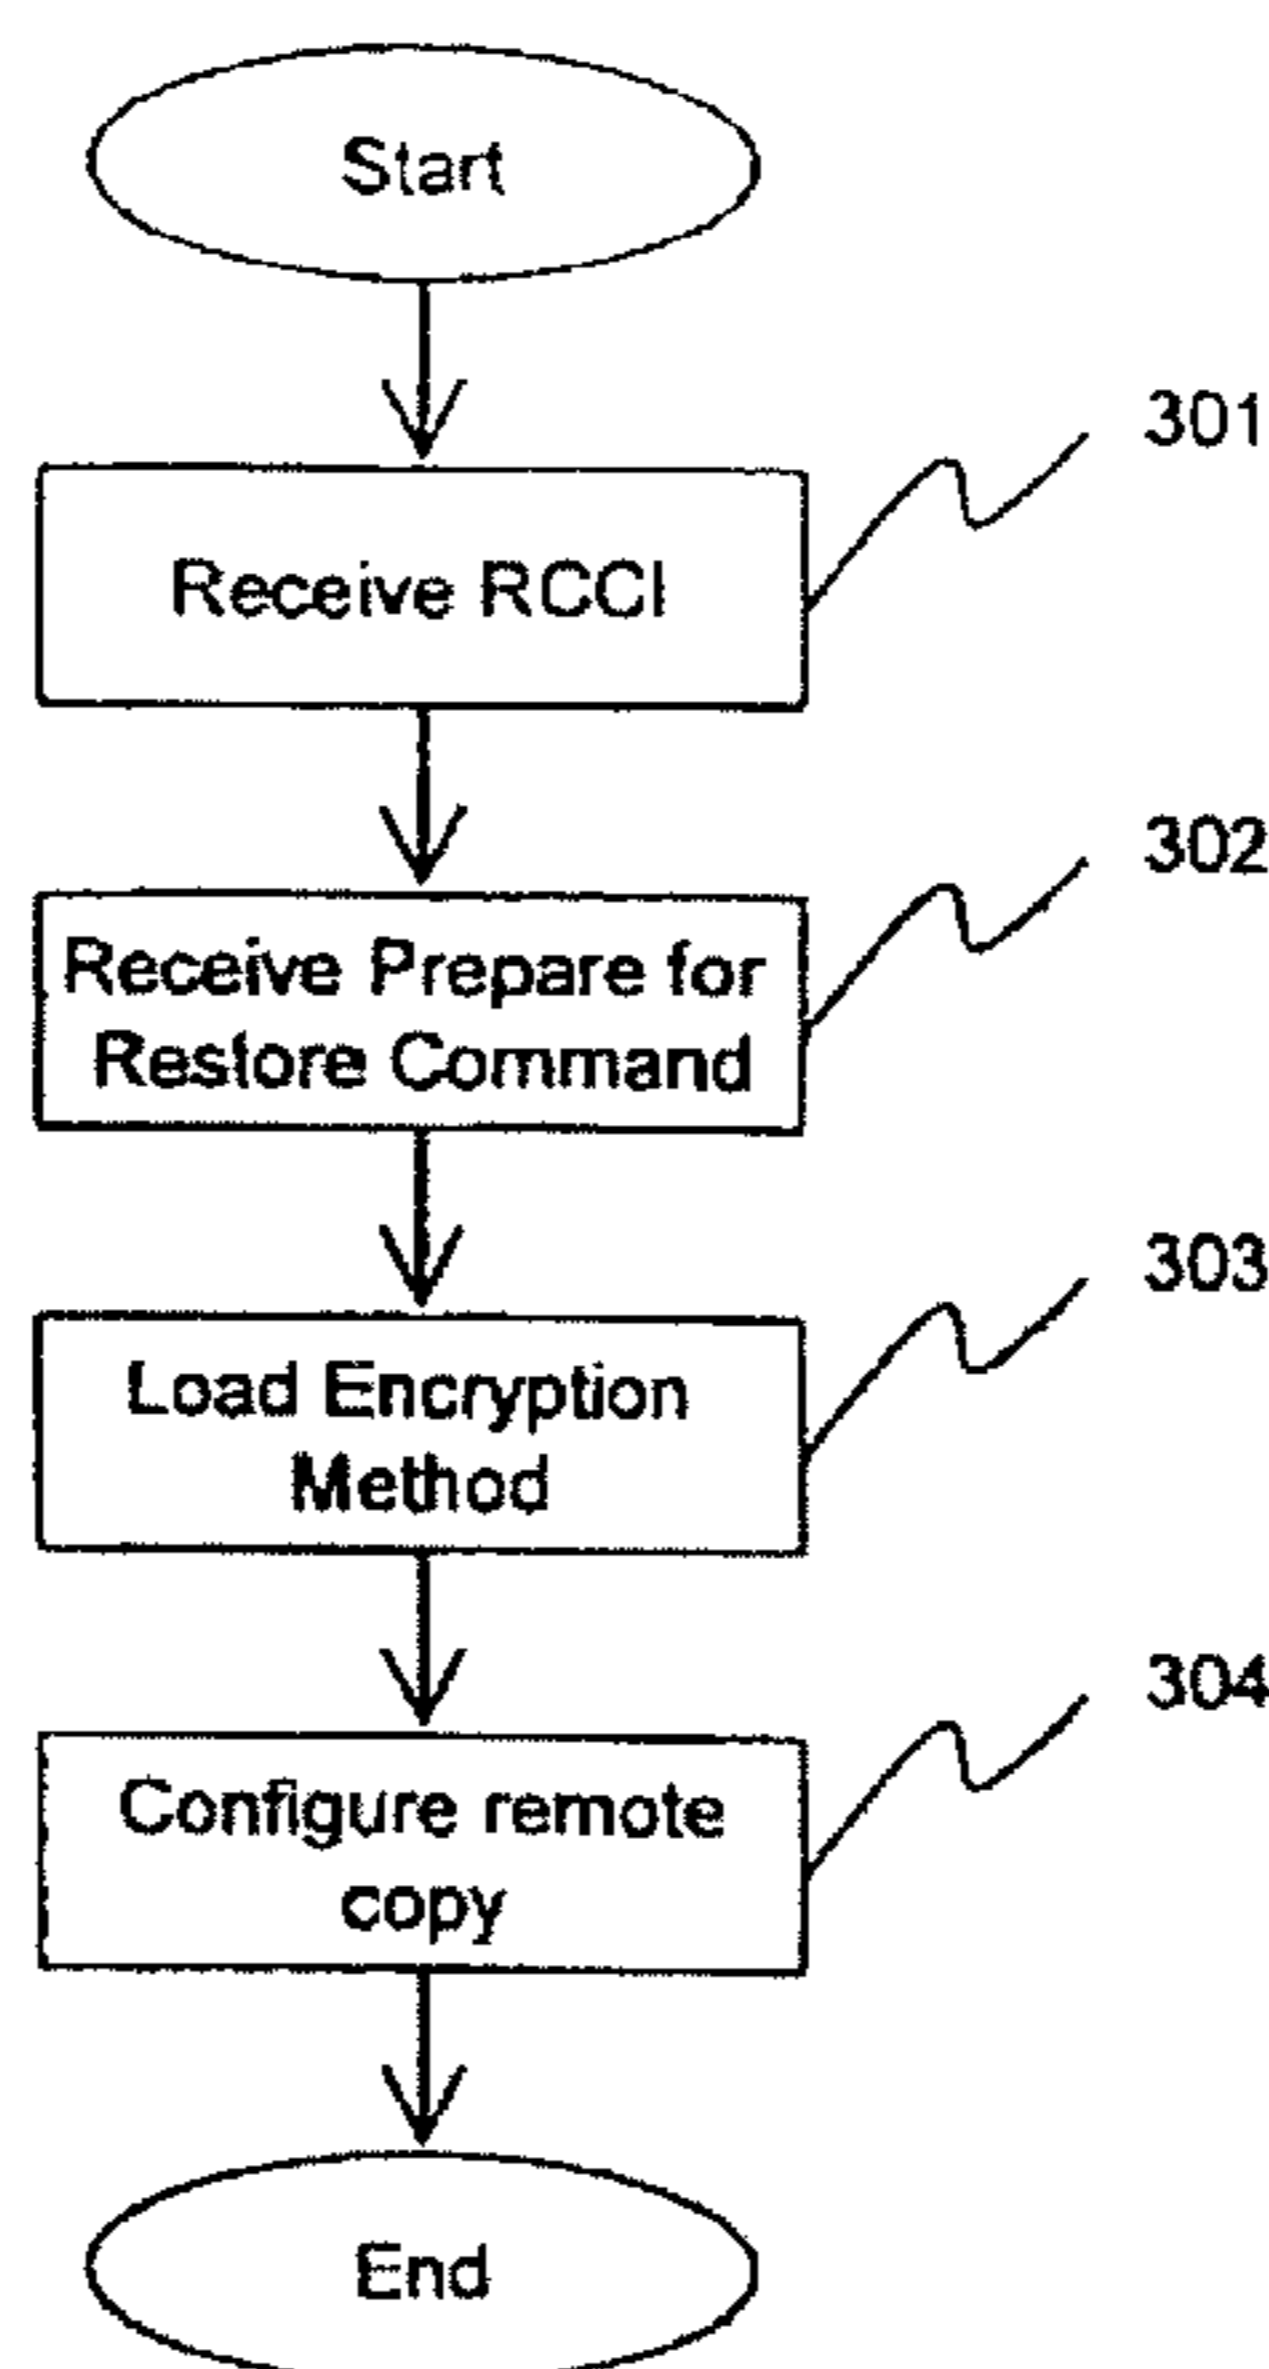 Start
301
Receive RCCI
302
Receive Prepare for
Restore Command
303
Load Encryption
Method
304
Configure remote
copy
End